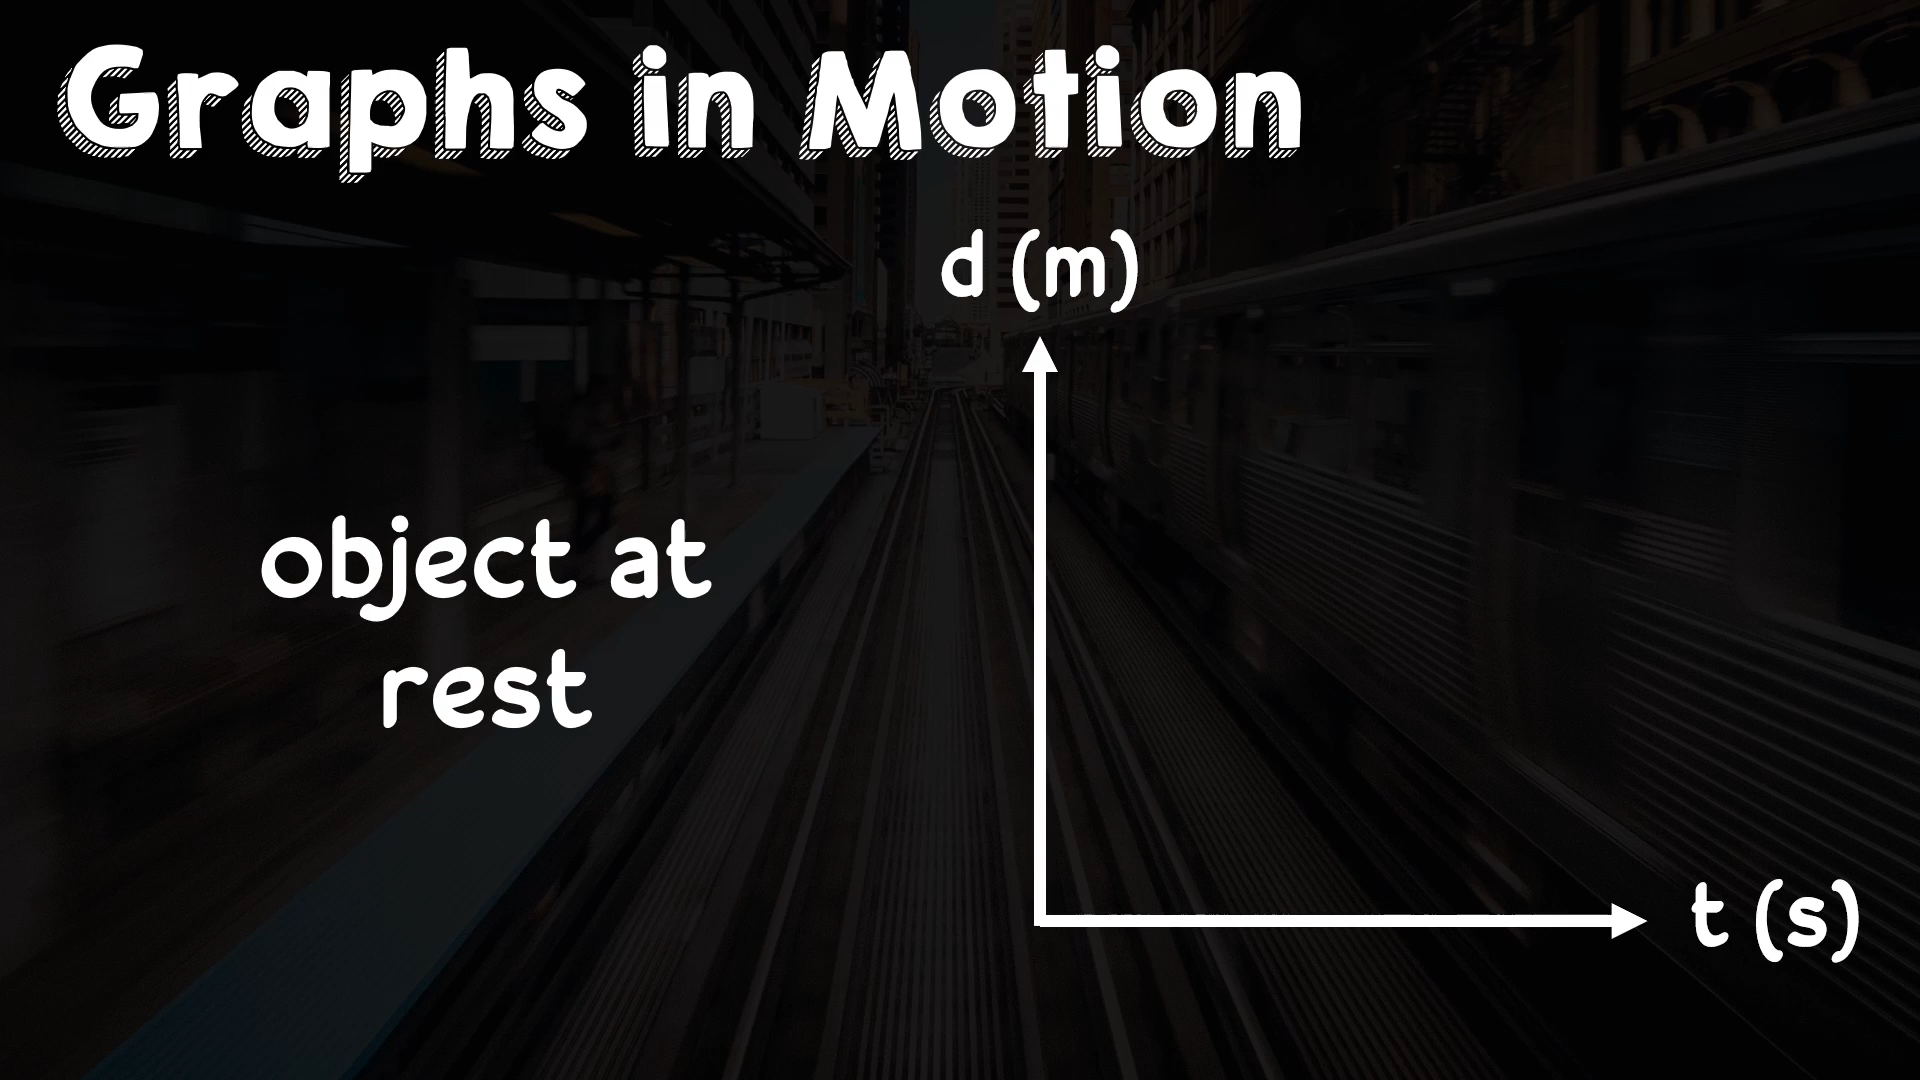 Graphs in Motion
d (m)
object at
rest
t (s)